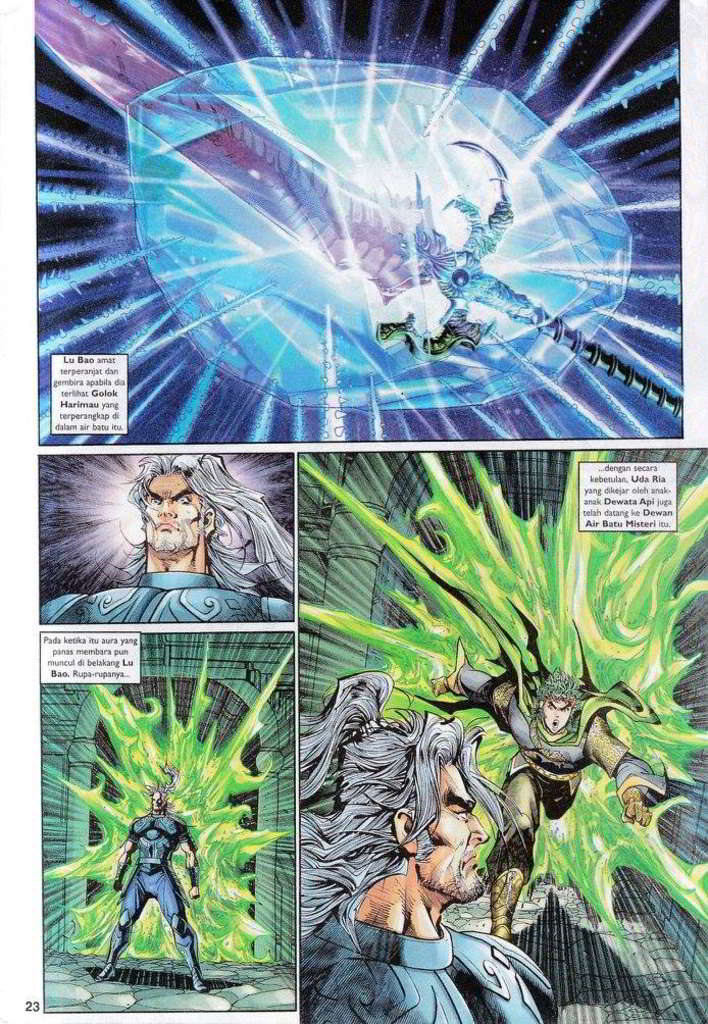 Lu Bao amat
terperanjat dan
gembira apabila dia
terlihat Golok
Harimau yang
terperangkap di
dalam air batu itu.
Pada ketika itu aura yang
panas membara pun
muncul di belakang Lu
Bao. Rupa-rupanya...
...dengan secara
kebetulan, Uda Ria
yang dikejar oleh anak-
anak Dewata Api juga
telah datang ke Dewan
Air Batu Misteri itu.
23